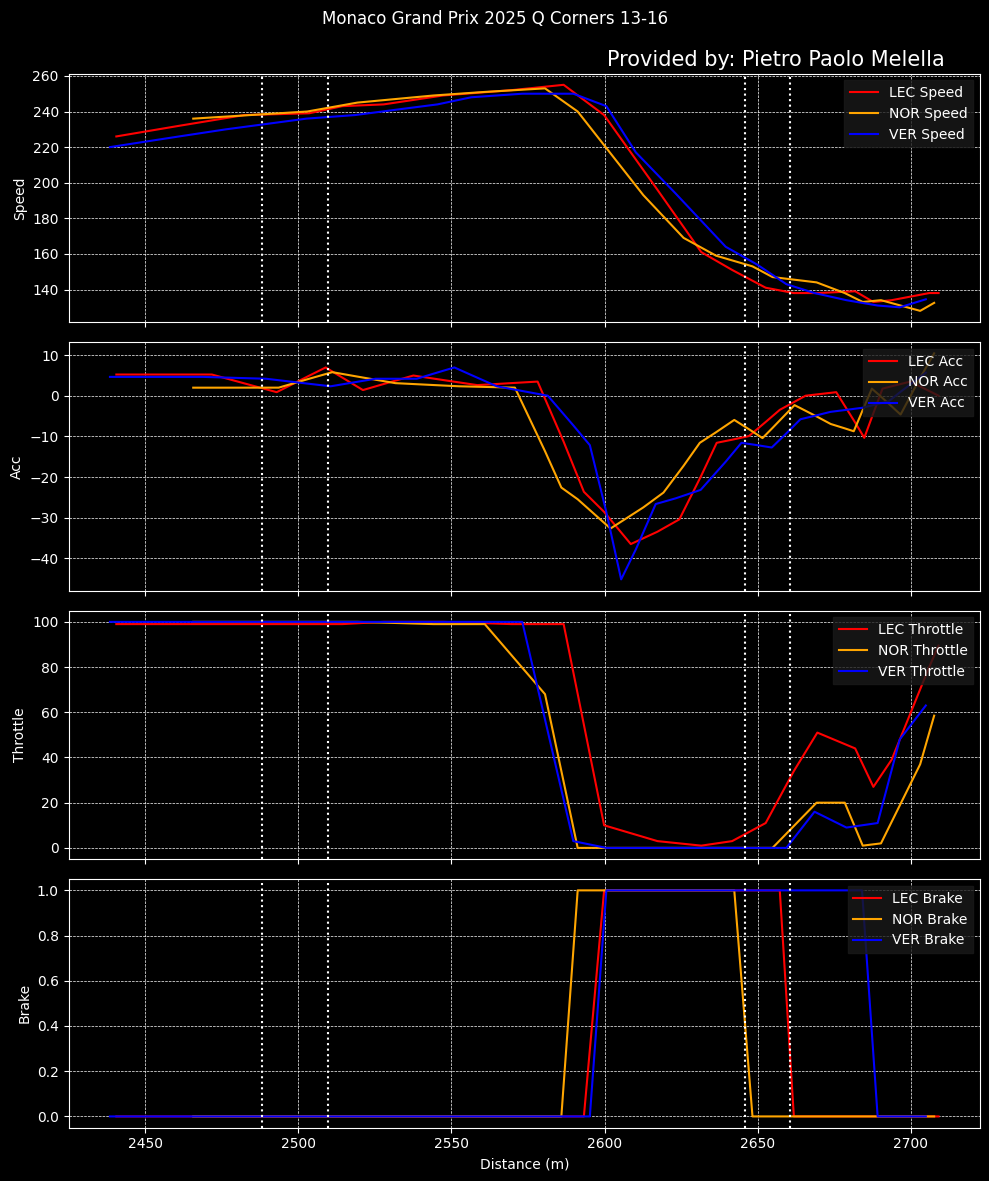 Monaco Grand Prix 2025 Q Corners 13-16
Provided by: Pietro Paolo Melella
260
240
220
200
180
160
140
Speed
LEC Speed
NOR Speed
VER Speed
10
0
−10
−20
−30
−40
Acc
LEC Acc
NOR Acc
VER Acc
100
80
60
40
20
0
Throttle
LEC Throttle
NOR Throttle
VER Throttle
1.0
0.8
0.6
0.4
0.2
0.0
Brake
LEC Brake
NOR Brake
VER Brake
2450 2500 2550 2600 2650 2700
Distance (m)